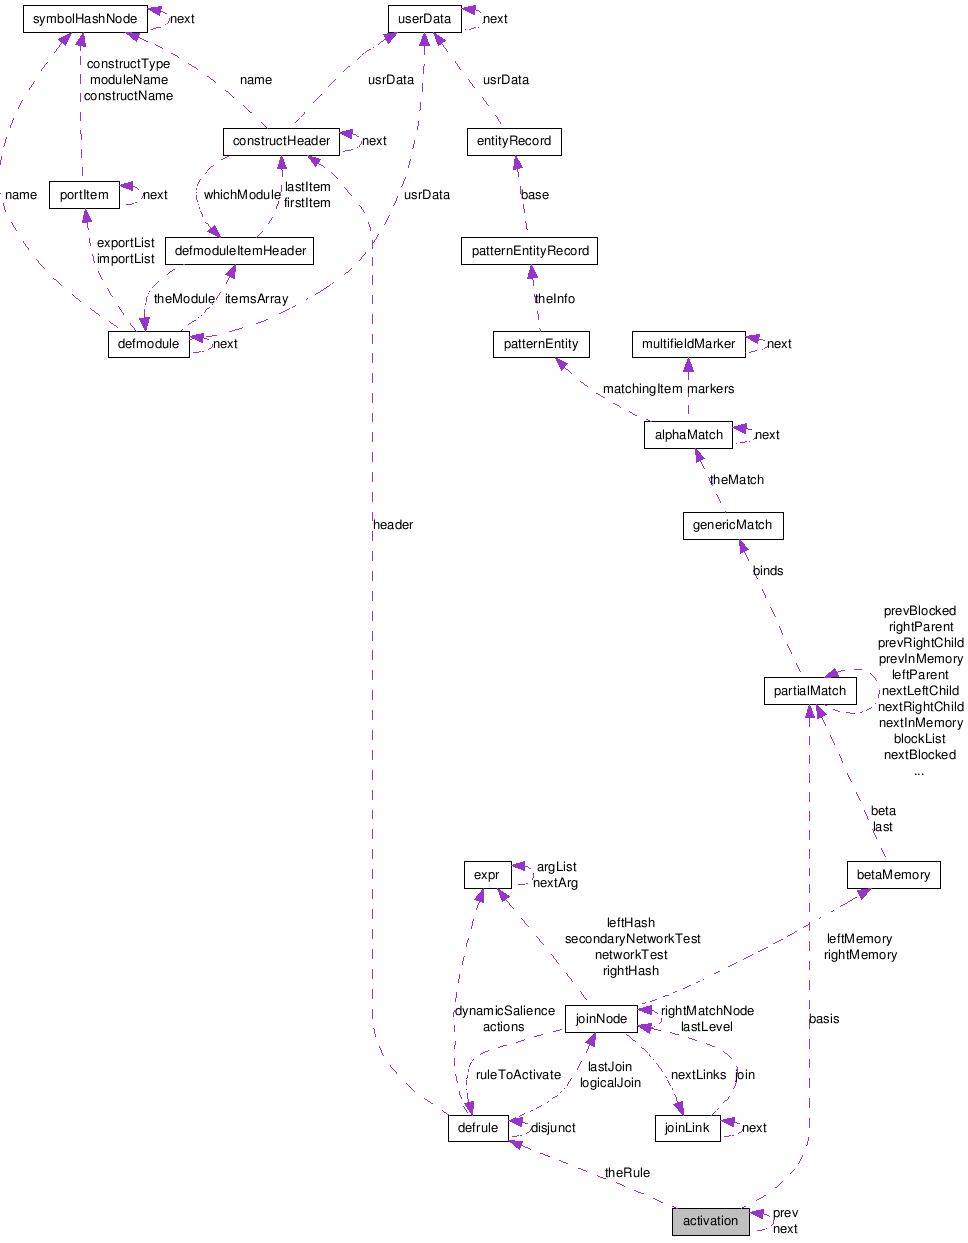 symbolHashNode
next
userData
next
constructType
moduleName
constructName
name
usrData
usrData
constructHeader
next
entityRecord
name
portItem
next
whichModule
lastItem
firstItem
usrData
base
exportList
importList
defmoduleItemHeader
patternEntityRecord
theModule
itemsArray
theInfo
defmodule
next
patternEntity
multifieldMarker
next
matchingItem
markers
alphaMatch
next
theMatch
header
genericMatch
binds
prevBlocked
rightParent
prevRightChild
prevInMemory
leftParent
nextLeftChild
nextRightChild
nextInMemory
blockList
nextBlocked
...
partialMatch
beta
last
expr
argList
nextArg
betaMemory
leftHash
secondaryNetworkTest
networkTest
rightHash
leftMemory
rightMemory
dynamicSalience
actions
joinNode
rightMatchNode
lastLevel
basis
ruleToActivate
lastJoin
logicalJoin
nextLinks
join
defrule
disjunct
joinLink
next
theRule
activation
prev
next